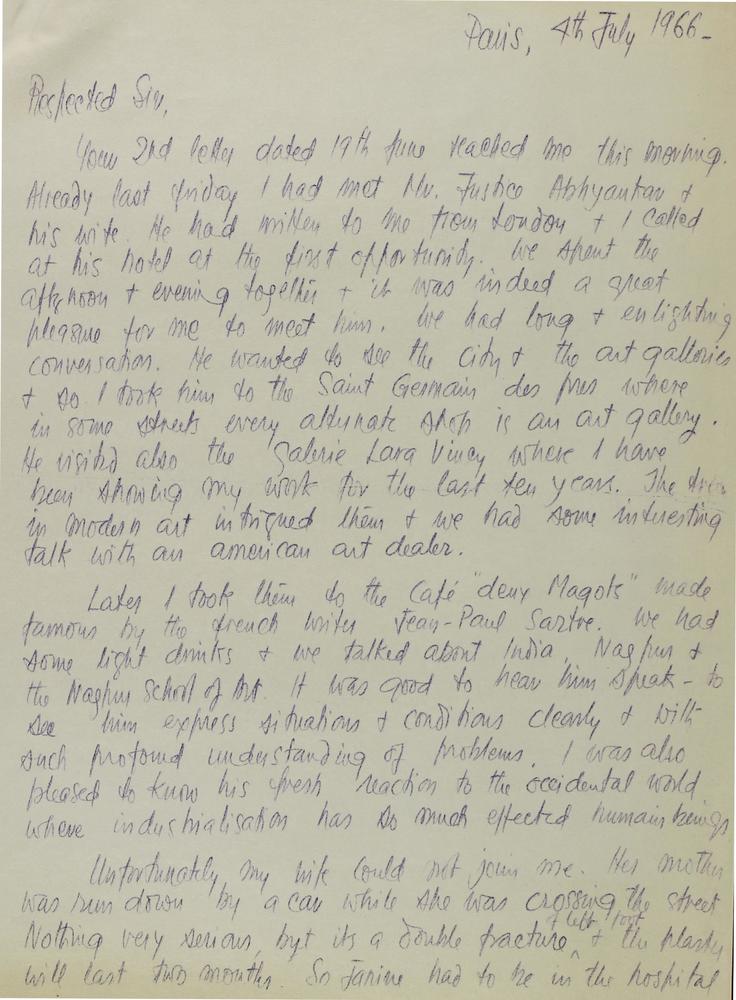 Paris, 4th July 1966-
Respected Sir,
Your 2nd letter dated 19th June reached me this morning.
Already last friday I had met Mr. Justice Abhyankar +
his wife. He had written to me from London + I called
at his hotel at the first opportunity. We spent the
afternoon + evening together + it was indeed a great
pleasure for me to meet him. We had long + enlighting
conversation. He wanted to see the city + the art galleries
+ so I took him to the Saint Germain des pres where
in some streets every alternate shop is an art gallery.
He visited also the Galerie Lara Vincy where I have
been showing my work for the last ten years. The
in modern art intrigued them + we had some interesting
talk with an american art dealer.
Later I took them to the Café "deux Magots" made
famous by the french writer Jean-Paul Sartre. We had
some light drinks + we talked about India, Nagpur +
the Nagpur School of Art. It was good to hear him speak - to
see him express situations + conditions clearly + with
such profound understanding of problems. I was also
pleased to know his fresh reaction to the occidental world
where industrialisation has so much effected humain beings
Unfortunately my wife could not join me. Her mother
was run down by a car while she was crossing the street
of left foot
Nothing very serious, but its a double fracture ^ + the plaster
will last two months. So Janine had to be in the hospital